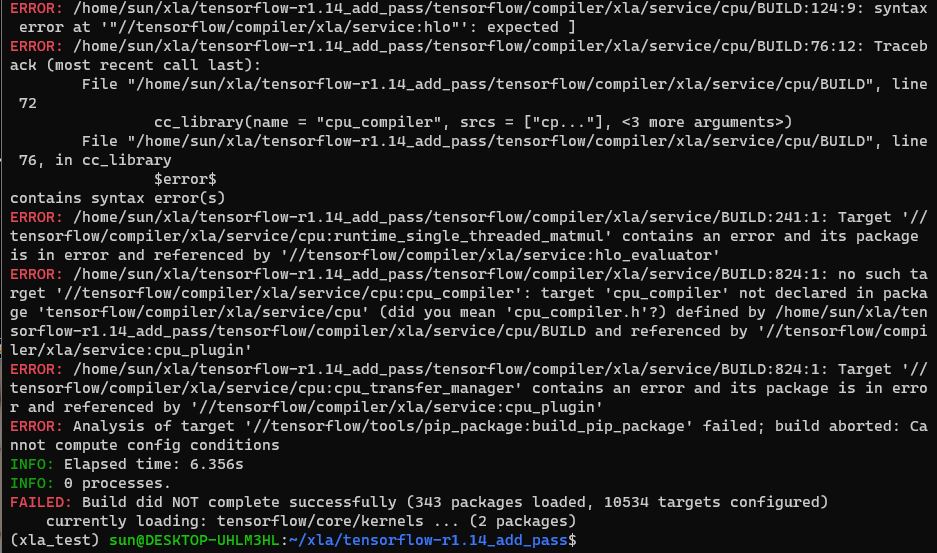 ERROR: /home/sun/xla/tensorflow-r1.14_add_pass/tensorflow/compiler/xla/service/cpu/BUILD:124:9: syntax
 error at '"//tensorflow/compiler/xla/service:hlo"': expected ]
ERROR: /home/sun/xla/tensorflow-r1.14_add_pass/tensorflow/compiler/xla/service/cpu/BUILD:76:12: Traceb
ack (most recent call last):
        File "/home/sun/xla/tensorflow-r1.14_add_pass/tensorflow/compiler/xla/service/cpu/BUILD", line
 72
                cc_library(name = "cpu_compiler", srcs = ["cp..."], <3 more arguments>)
        File "/home/sun/xla/tensorflow-r1.14_add_pass/tensorflow/compiler/xla/service/cpu/BUILD", line
 76, in cc_library
                $error$
contains syntax error(s)
ERROR: /home/sun/xla/tensorflow-r1.14_add_pass/tensorflow/compiler/xla/service/BUILD:241:1: Target '//
tensorflow/compiler/xla/service/cpu:runtime_single_threaded_matmul' contains an error and its package
is in error and referenced by '//tensorflow/compiler/xla/service:hlo_evaluator'
ERROR: /home/sun/xla/tensorflow-r1.14_add_pass/tensorflow/compiler/xla/service/BUILD:824:1: no such ta
rget '//tensorflow/compiler/xla/service/cpu:cpu_compiler': target 'cpu_compiler' not declared in packa
ge 'tensorflow/compiler/xla/service/cpu' (did you mean 'cpu_compiler.h'?) defined by /home/sun/xla/ten
sorflow-r1.14_add_pass/tensorflow/compiler/xla/service/cpu/BUILD and referenced by '//tensorflow/compi
ler/xla/service:cpu_plugin'
ERROR: /home/sun/xla/tensorflow-r1.14_add_pass/tensorflow/compiler/xla/service/BUILD:824:1: Target '//
tensorflow/compiler/xla/service/cpu:cpu_transfer_manager' contains an error and its package is in erro
r and referenced by '//tensorflow/compiler/xla/service:cpu_plugin'
ERROR: Analysis of target '//tensorflow/tools/pip_package:build_pip_package' failed; build aborted: Ca
nnot compute config conditions
INFO: Elapsed time: 6.356s
INFO: 0 processes.
FAILED: Build did NOT complete successfully (343 packages loaded, 10534 targets configured)
    currently loading: tensorflow/core/kernels ... (2 packages)
(xla_test) sun@DESKTOP-UHLM3HL:~/xla/tensorflow-r1.14_add_pass$